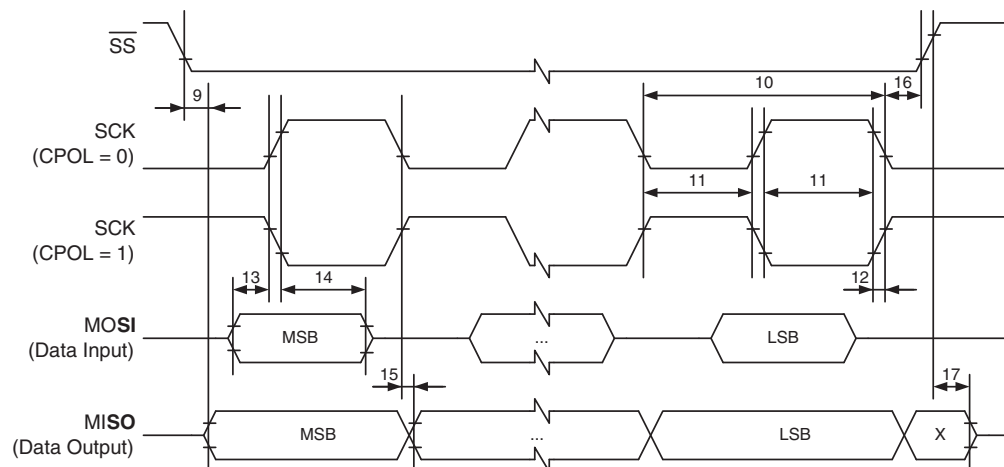 SS
9
10
16
SCK
(CPOL = 0)
11
11
SCK
(CPOL = 1)
13
14
12
MOSI
(Data Input)
MSB
...
LSB
15
17
MISO
(Data Output)
MSB
...
LSB
X